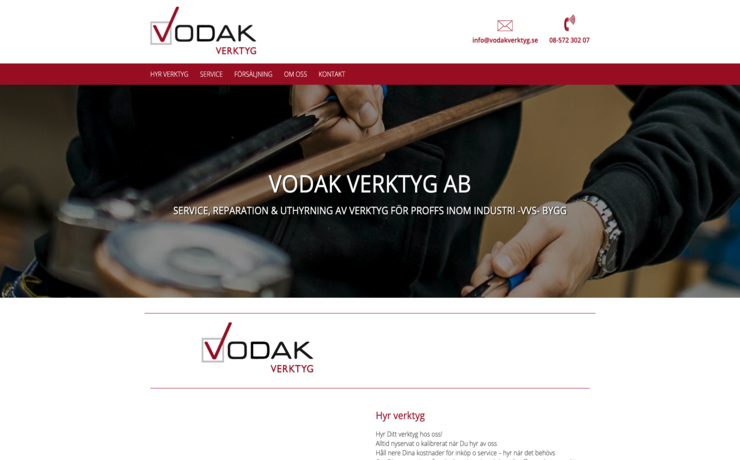 VODAK
VERKTYG
info@vodakverktyg.se
08-572 302 07
HYR VERKTYG
SERVICE
FÖRSÄLJNING
OM OSS
KONTAKT
VODAK VERKTYG AB
SERVICE, REPARATION & UTHYRNING AV VERKTYG FÖR PROFFS INOM INDUSTRI -VVS- BYGG
VODAK
VERKTYG
Hyr verktyg
Hyr Ditt verktyg hos oss!
Alltid nyservat o kalibrerat när Du hyr av oss
Håll nere Dina kostnader för inköp o service – hyr när det behövs